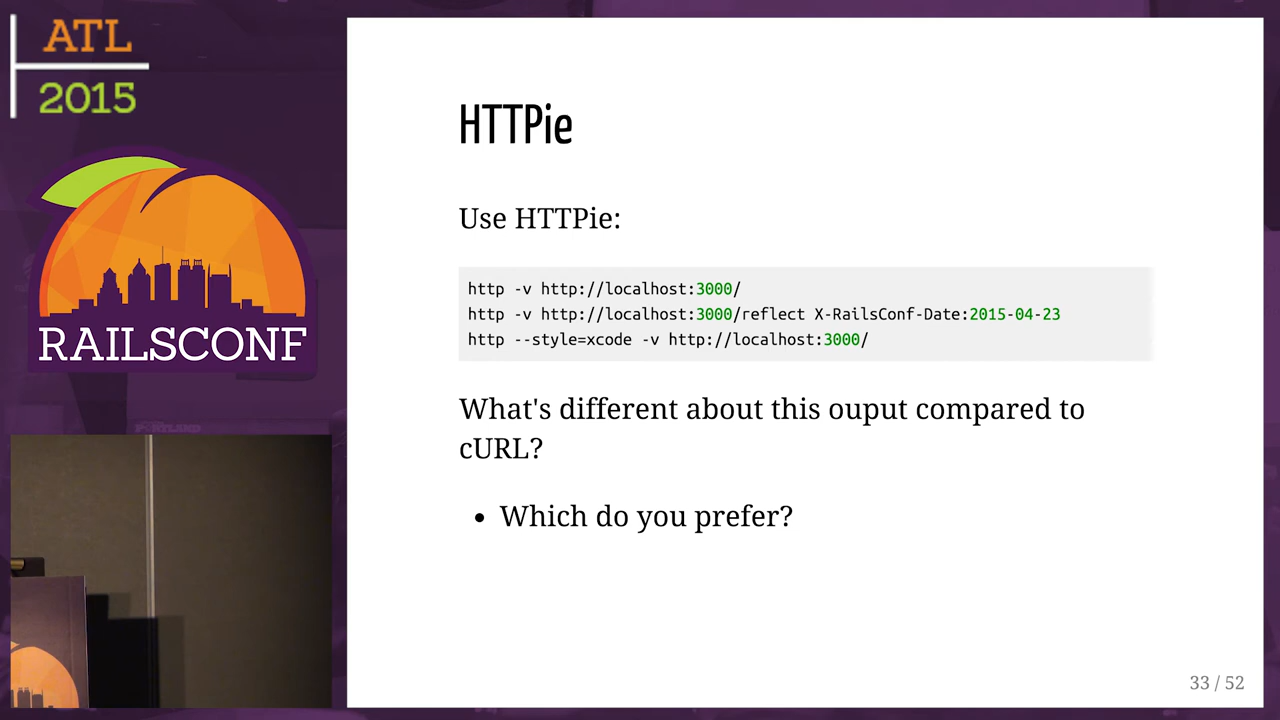 ATL
2015
RAILSCONF
HTTPie
Use HTTPie:
http -v http://localhost:3000/
http -v http://localhost:3000/reflect X-RailsConf-Date:2015-04-23
http --style=xcode -v http://localhost:3000/
What's different about this ouput compared to
cURL?
• Which do you prefer?
33 / 52